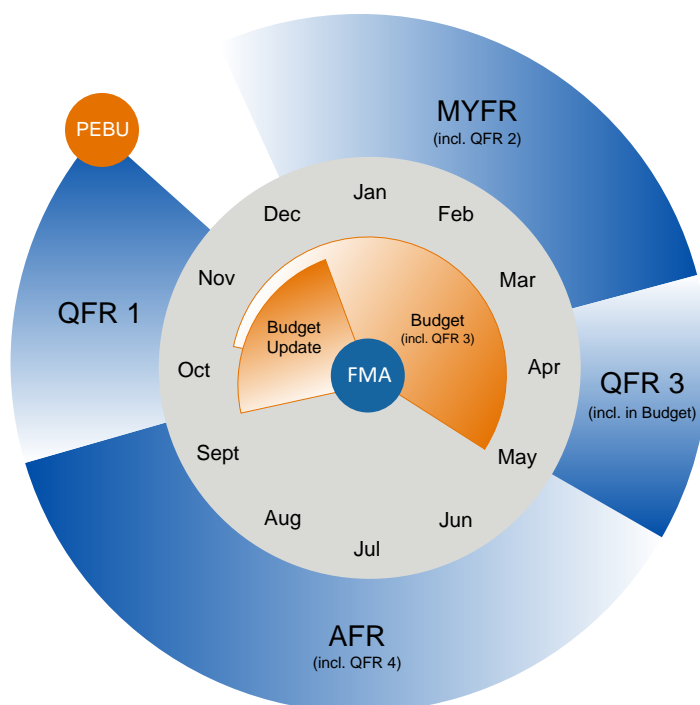 MYFR
(incl. QFR 2)
PEBU
Jan
Dec
Feb
Nov
Mar
QFR 1
Budget
Update
Budget
(incl. QFR 3)
Oct
FMA
Apr
QFR 3
(incl. in Budget)
Sept
May
Aug
Jun
Jul
AFR
(incl. QFR 4)